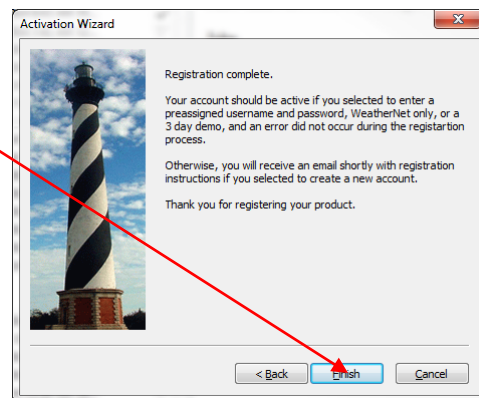 Activation Wizard
Registration complete.
Your account should be active if you selected to enter a
preassigned username and password, WeatherNet only, or a
3 day demo, and an error did not occur during the registartion
process.
Otherwise, you will receive an email shortly with registration
instructions if you selected to create a new account.
Thank you for registering your product.
< Back Finish Cancel